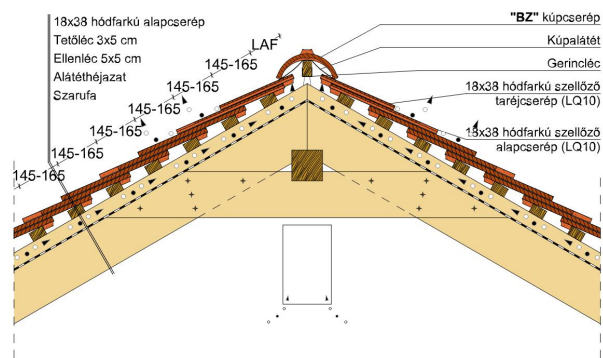 18x38 hódfarkú alapcserép
Tetőléc 3x5 cm
Ellenléc 5x5 cm
Alátéthéjazat
Szarufa
LAF
145-165
145-165
145-165
145-165
145-165
145-165
"BZ" kúpcserép
Kúpalátét
Gerincléc
18x38 hódfarkú szellőző
taréjcserép (LQ10)
18x38 hódfarkú szellőző
alapcserép (LQ10)